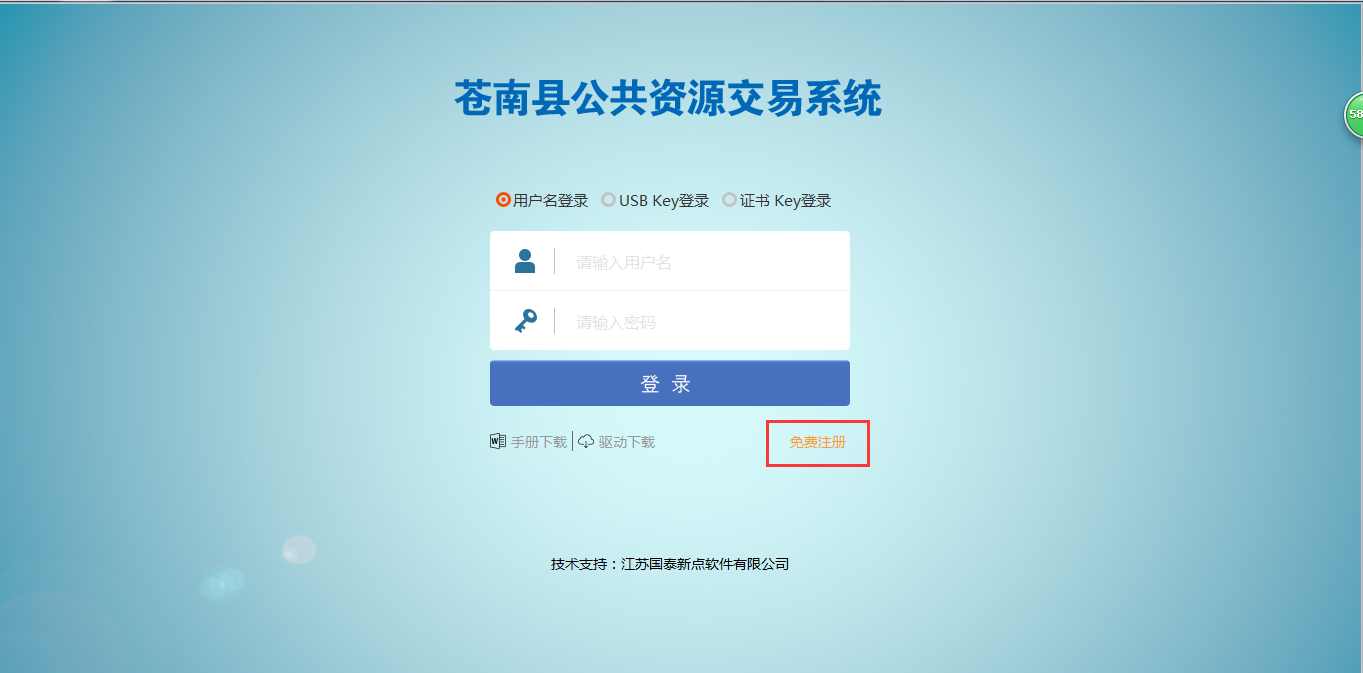 苍南县公共资源交易系统
58
用户名登录 USB Key登录 证书 Key登录
请输入用户名
请输入密码
登 录
手册下载 驱动下载 免费注册
技术支持：江苏国泰新点软件有限公司